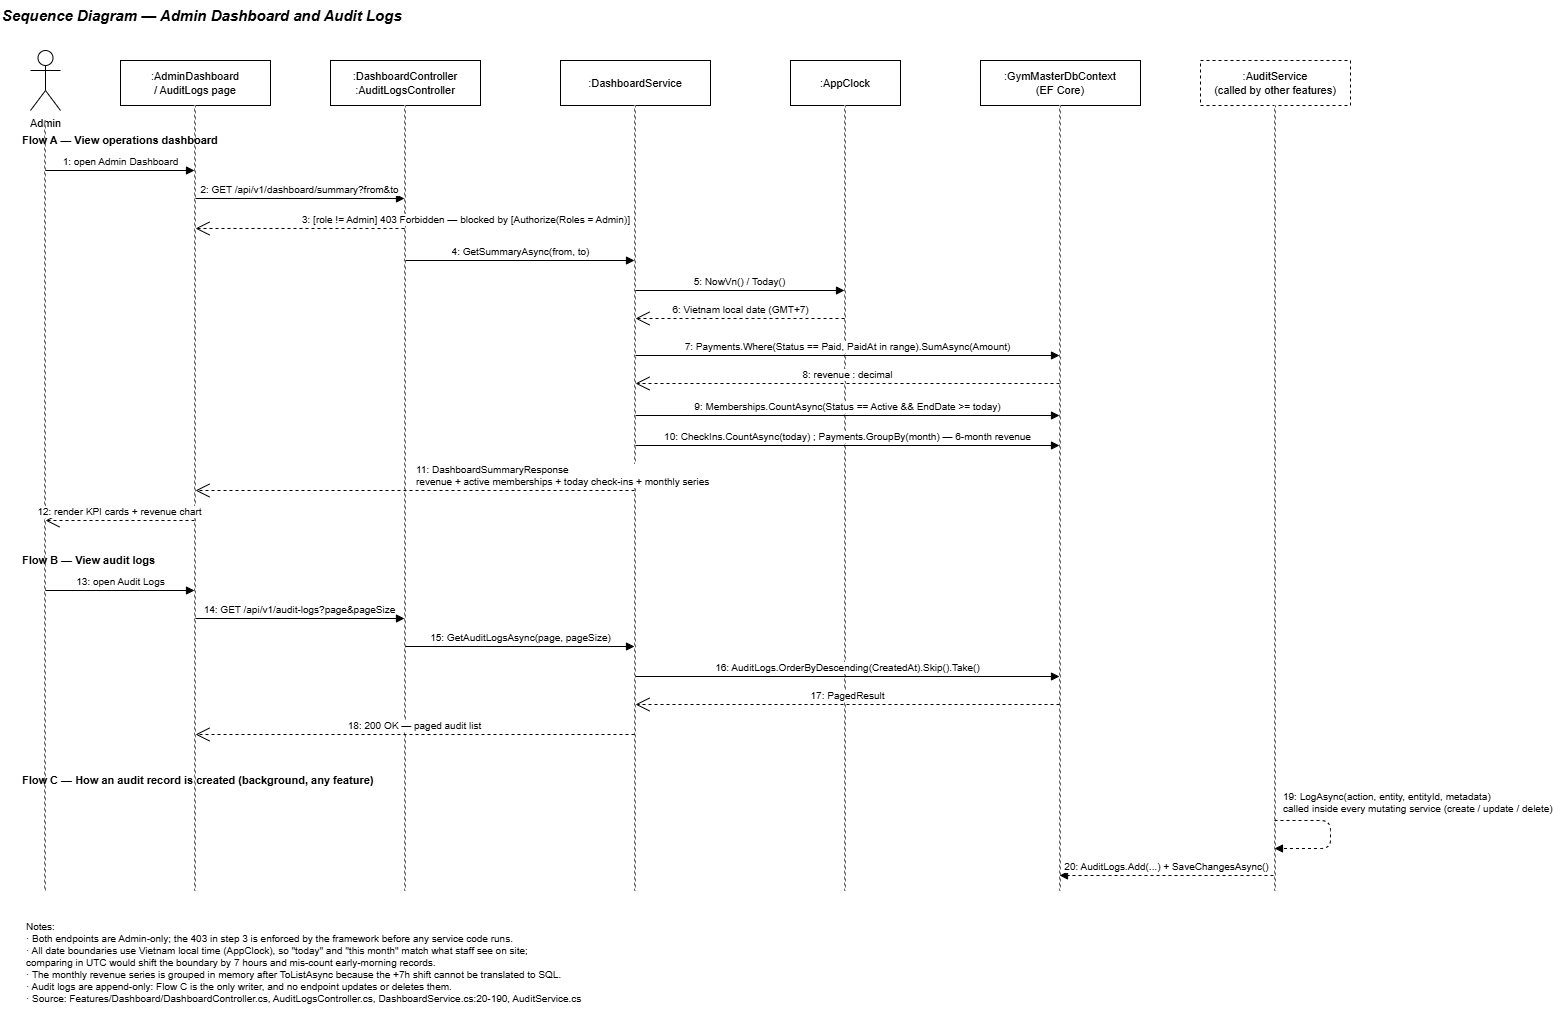 Sequence Diagram — Admin Dashboard and Audit Logs
:AdminDashboard
/ AuditLogs page
:DashboardController
:AuditLogsController
:DashboardService
:AppClock
:GymMasterDbContext
(EF Core)
:AuditService
(called by other features)
Admin
Flow A — View operations dashboard
1: open Admin Dashboard
2: GET /api/v1/dashboard/summary?from&to
3: [role != Admin] 403 Forbidden — blocked by [Authorize(Roles = Admin)]
4: GetSummaryAsync(from, to)
5: NowVn() / Today()
6: Vietnam local date (GMT+7)
7: Payments.Where(Status == Paid, PaidAt in range).SumAsync(Amount)
8: revenue : decimal
9: Memberships.CountAsync(Status == Active && EndDate >= today)
10: CheckIns.CountAsync(today) ; Payments.GroupBy(month) — 6-month revenue
11: DashboardSummaryResponse
revenue + active memberships + today check-ins + monthly series
12: render KPI cards + revenue chart
Flow B — View audit logs
13: open Audit Logs
14: GET /api/v1/audit-logs?page&pageSize
15: GetAuditLogsAsync(page, pageSize)
16: AuditLogs.OrderByDescending(CreatedAt).Skip().Take()
17: PagedResult
18: 200 OK — paged audit list
Flow C — How an audit record is created (background, any feature)
19: LogAsync(action, entity, entityId, metadata)
called inside every mutating service (create / update / delete)
20: AuditLogs.Add(...) + SaveChangesAsync()
Notes:
· Both endpoints are Admin-only; the 403 in step 3 is enforced by the framework before any service code runs.
· All date boundaries use Vietnam local time (AppClock), so "today" and "this month" match what staff see on site;
comparing in UTC would shift the boundary by 7 hours and mis-count early-morning records.
· The monthly revenue series is grouped in memory after ToListAsync because the +7h shift cannot be translated to SQL.
· Audit logs are append-only: Flow C is the only writer, and no endpoint updates or deletes them.
· Source: Features/Dashboard/DashboardController.cs, AuditLogsController.cs, DashboardService.cs:20-190, AuditService.cs